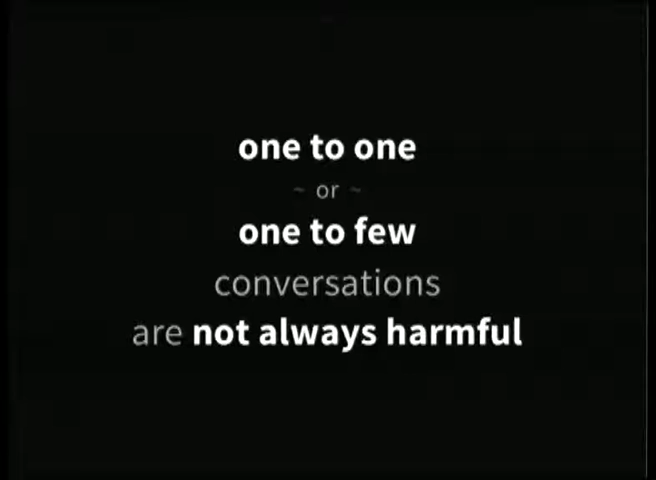 one to one
~ or ~
one to few
conversations
are not always harmful